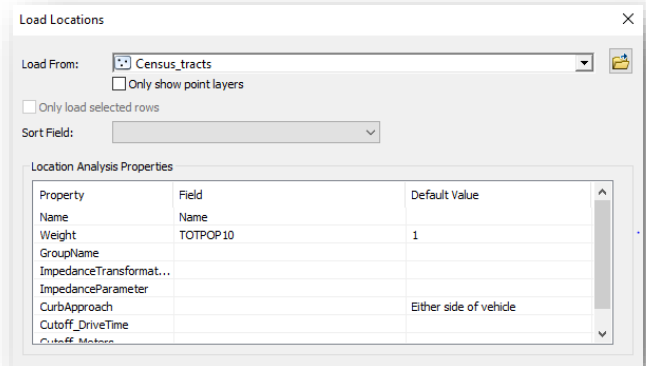 Load Locations
Load From: Census_tracts
Only show point layers
Only load selected rows
Sort Field:
Location Analysis Properties
Property Field Default Value
Name Name
Weight TOTPOP10 1
GroupName
ImpedanceTransformat...
ImpedanceParameter
CurbApproach Either side of vehicle
Cutoff_DriveTime
Cutoff_Meters